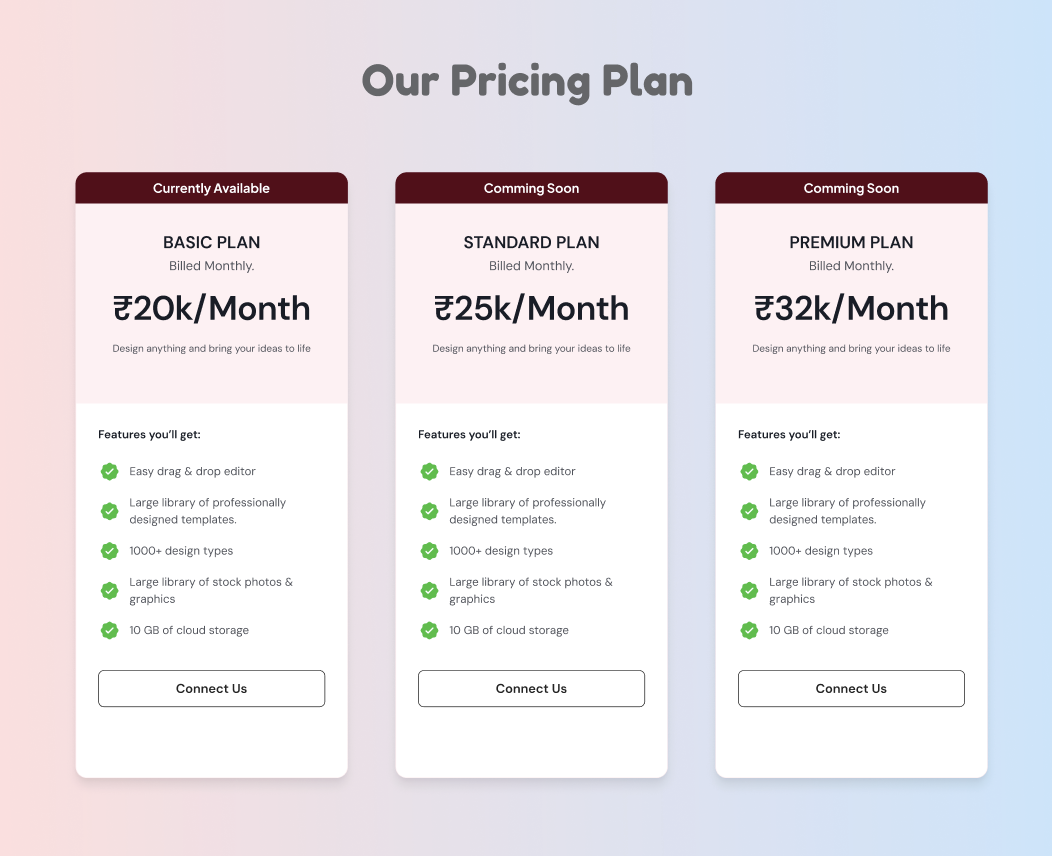 Our Pricing Plan
Currently Available
BASIC PLAN
Billed Monthly.
₹20k/Month
Design anything and bring your ideas to life
Features you’ll get:
Easy drag & drop editor
Large library of professionally
designed templates.
1000+ design types
Large library of stock photos &
graphics
10 GB of cloud storage
Connect Us
Comming Soon
STANDARD PLAN
Billed Monthly.
₹25k/Month
Design anything and bring your ideas to life
Features you’ll get:
Easy drag & drop editor
Large library of professionally
designed templates.
1000+ design types
Large library of stock photos &
graphics
10 GB of cloud storage
Connect Us
Comming Soon
PREMIUM PLAN
Billed Monthly.
₹32k/Month
Design anything and bring your ideas to life
Features you’ll get:
Easy drag & drop editor
Large library of professionally
designed templates.
1000+ design types
Large library of stock photos &
graphics
10 GB of cloud storage
Connect Us